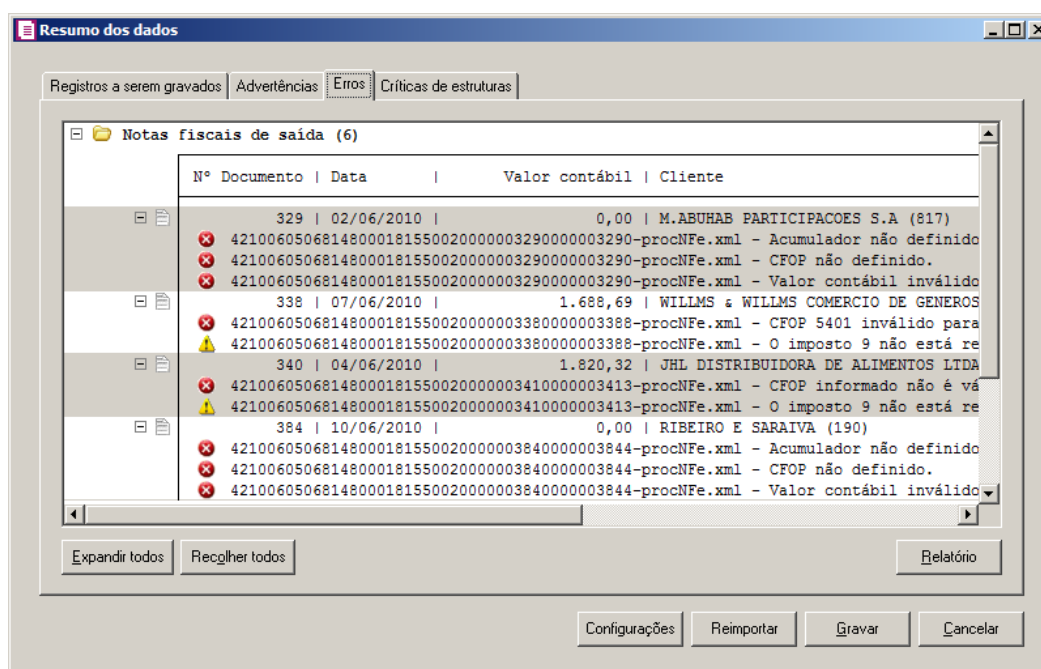 Resumo dos dados
Registros a serem gravados Advertências Erros Críticas de estruturas
Notas fiscais de saída (6)
Nº Documento | Data | Valor contábil | Cliente
329 | 02/06/2010 | 0,00 | M.ABUHAB PARTICIPACOES S.A (817)
42100605068148000181550020000003290000003290-procNFe.xml - Acumulador não definido
42100605068148000181550020000003290000003290-procNFe.xml - CFOP não definido.
42100605068148000181550020000003290000003290-procNFe.xml - Valor contábil inválido
338 | 07/06/2010 | 1.688,69 | WILLMS & WILLMS COMERCIO DE GENEROS
42100605068148000181550020000003380000003388-procNFe.xml - CFOP 5401 inválido para
42100605068148000181550020000003380000003388-procNFe.xml - O imposto 9 não está re
340 | 04/06/2010 | 1.820,32 | JHL DISTRIBUIDORA DE ALIMENTOS LTDA
42100605068148000181550020000003410000003413-procNFe.xml - CFOP informado não é vá
42100605068148000181550020000003410000003413-procNFe.xml - O imposto 9 não está re
384 | 10/06/2010 | 0,00 | RIBEIRO E SARAIVA (190)
42100605068148000181550020000003840000003844-procNFe.xml - Acumulador não definido
42100605068148000181550020000003840000003844-procNFe.xml - CFOP não definido.
42100605068148000181550020000003840000003844-procNFe.xml - Valor contábil inválido
Expandir todos Recolher todos Relatório
Configurações Reimportar Gravar Cancelar